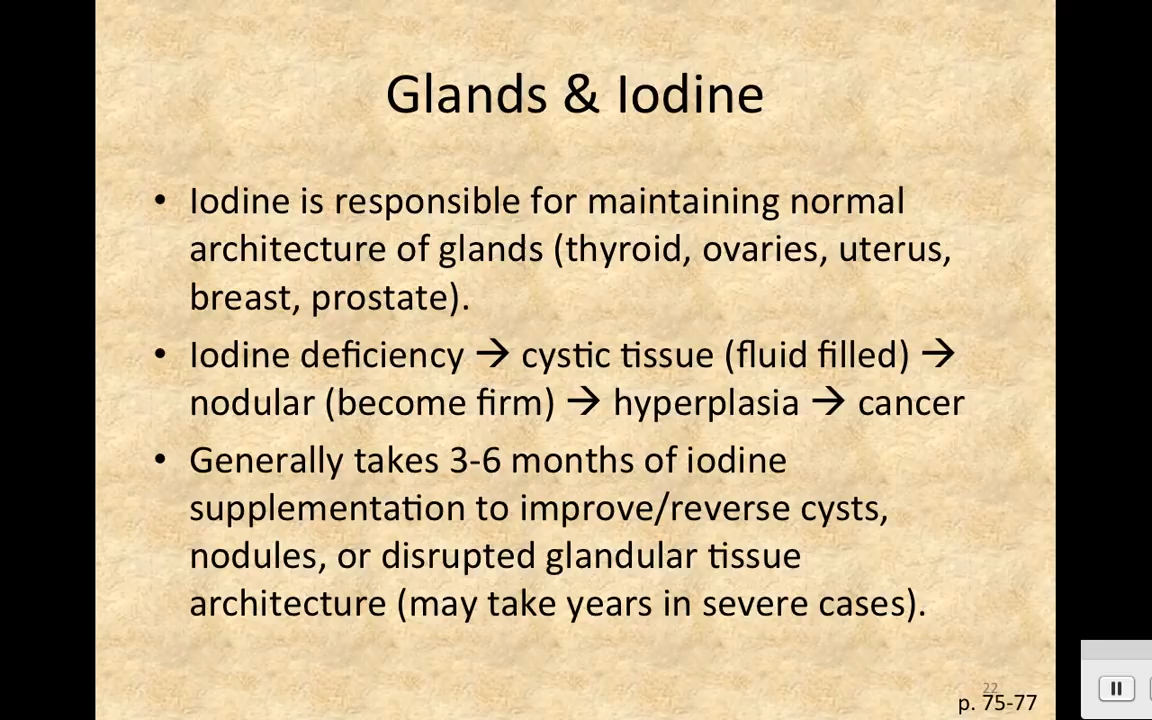 Glands & Iodine
• Iodine is responsible for maintaining normal
architecture of glands (thyroid, ovaries, uterus,
breast, prostate).
• Iodine deficiency → cystic tissue (fluid filled) →
nodular (become firm) → hyperplasia → cancer
• Generally takes 3-6 months of iodine
supplementation to improve/reverse cysts,
nodules, or disrupted glandular tissue
architecture (may take years in severe cases).
22
p. 75-77